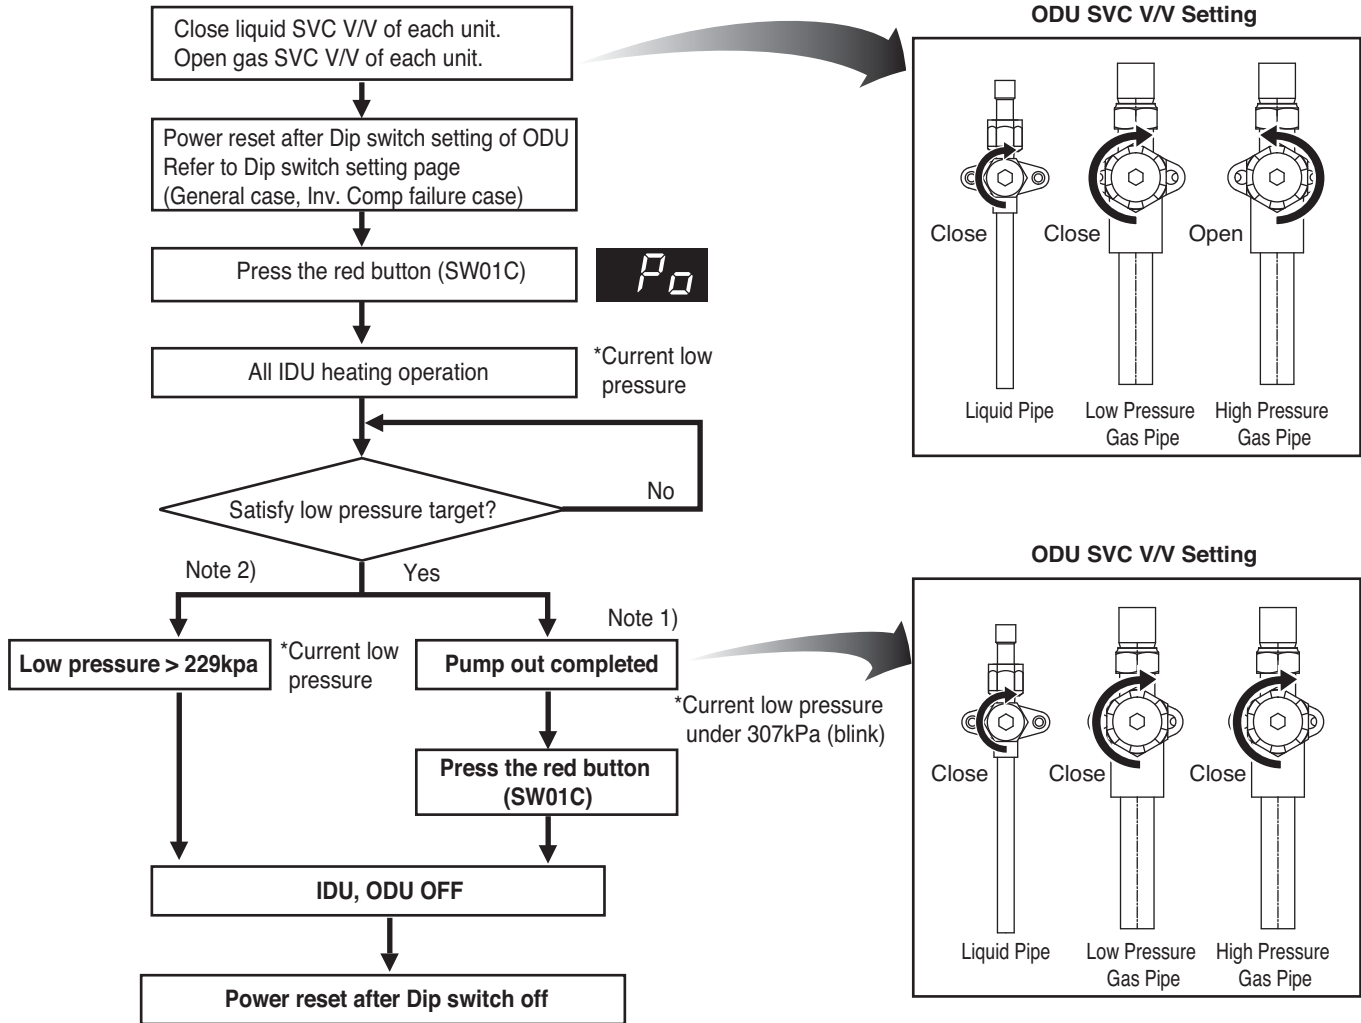 Close liquid SVC V/V of each unit.
Open gas SVC V/V of each unit.
Power reset after Dip switch setting of ODU
Refer to Dip switch setting page
(General case, Inv. Comp failure case)
Press the red button (SW01C)
Po
All IDU heating operation
*Current low
pressure
Satisfy low pressure target?
No
Note 2)
Yes
Note 1)
Low pressure > 229kpa
*Current low
pressure
Pump out completed
*Current low pressure
under 307kPa (blink)
Press the red button
(SW01C)
IDU, ODU OFF
Power reset after Dip switch off
ODU SVC V/V Setting
Close
Close
Open
Liquid Pipe
Low Pressure
Gas Pipe
High Pressure
Gas Pipe
ODU SVC V/V Setting
Close
Close
Close
Liquid Pipe
Low Pressure
Gas Pipe
High Pressure
Gas Pipe